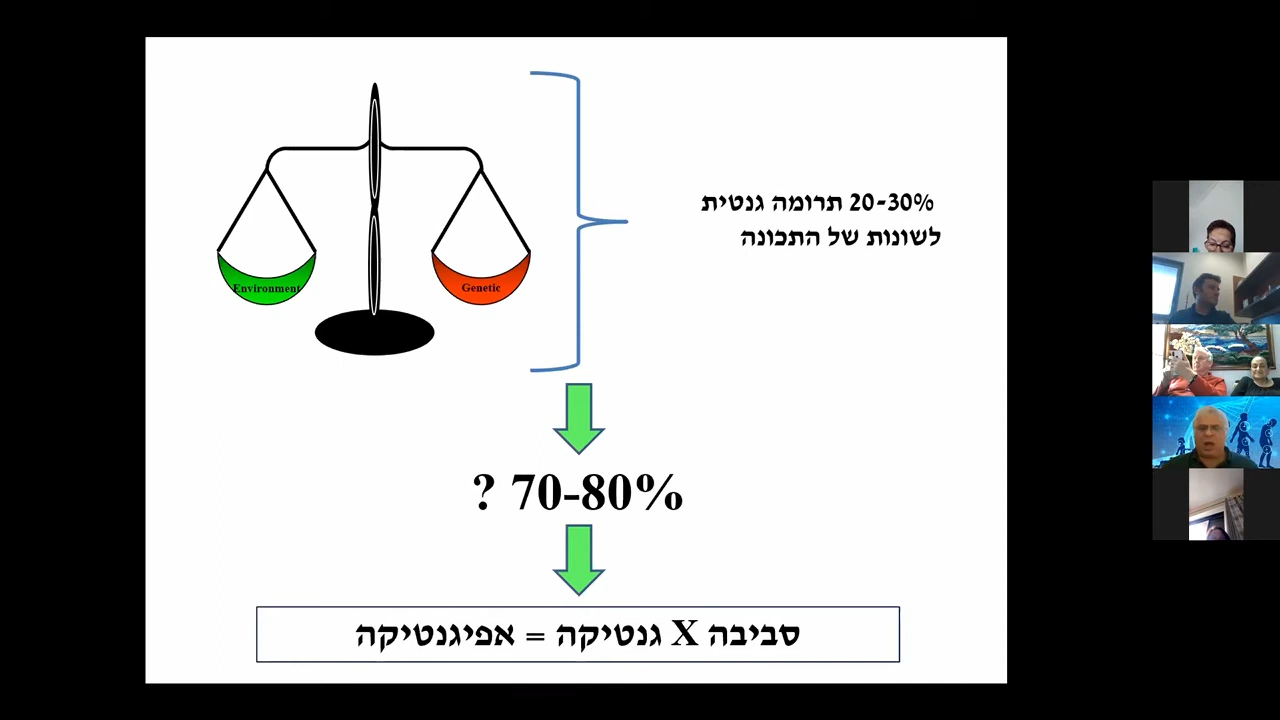 Environment
Genetic
20-30% תרומה גנטית
לשונות של התכונה
70-80% ?
סביבה X גנטיקה = אפיגנטיקה